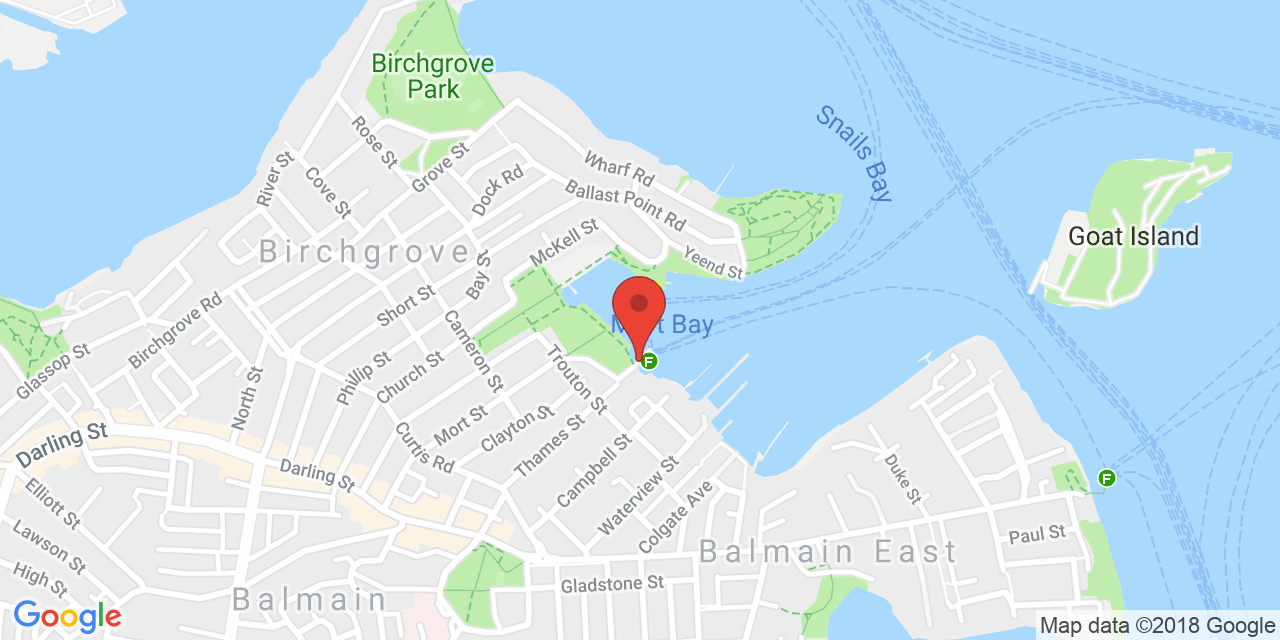 Birchgrove
Park
Snails Bay
Rose St
Grove St
Wharf Rd
River St
Cove St
Dock Rd
Ballast Point Rd
Goat Island
Birchgrove
McKell St
Bay St
Yeend St
Short St
Birchgrove Rd
Cameron St
Glassop St
North St
Phillip St
Church St
Trouton St
Mort St
Clayton St
Thames St
Campbell St
Waterview St
Colgate Ave
Curtis Rd
Darling St
Darling St
Elliott St
Lawson St
High St
Duke St
Paul St
Balmain East
Gladstone St
Balmain
F
F
Google
Map data ©2018 Google